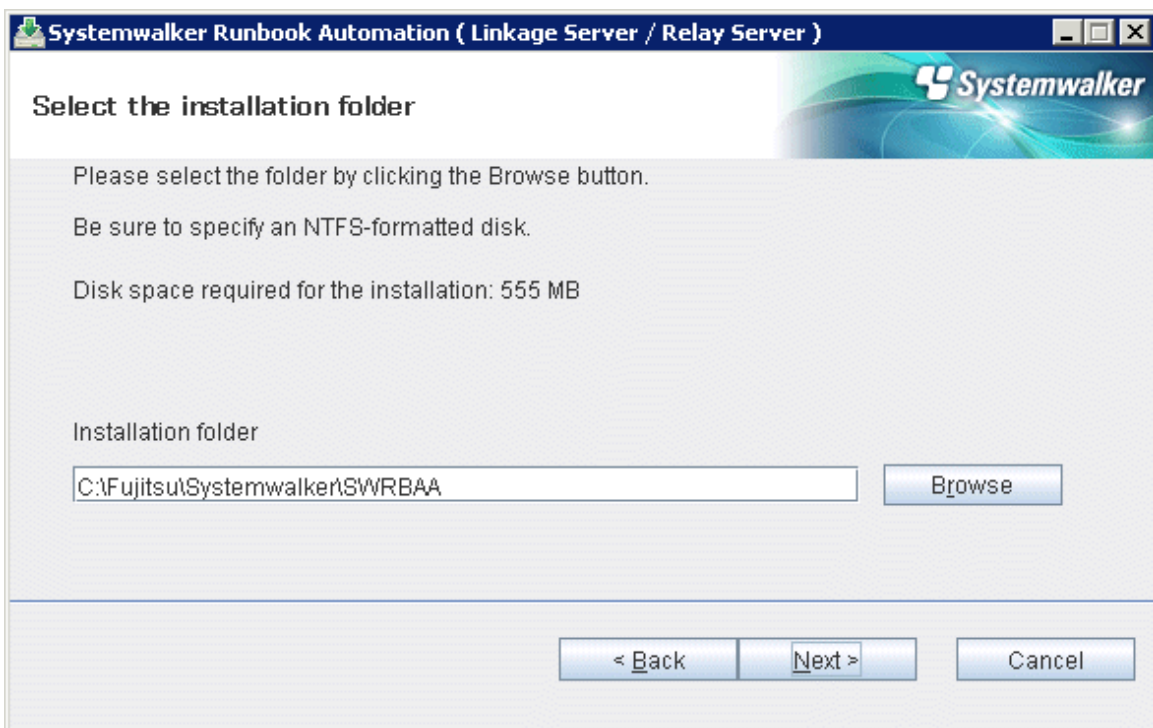 Systemwalker Runbook Automation ( Linkage Server / Relay Server )
Select the installation folder
Systemwalker
Please select the folder by clicking the Browse button.
Be sure to specify an NTFS-formatted disk.
Disk space required for the installation: 555 MB
Installation folder
C:\Fujitsu\Systemwalker\SWRBAA
Browse
< Back
Next >
Cancel